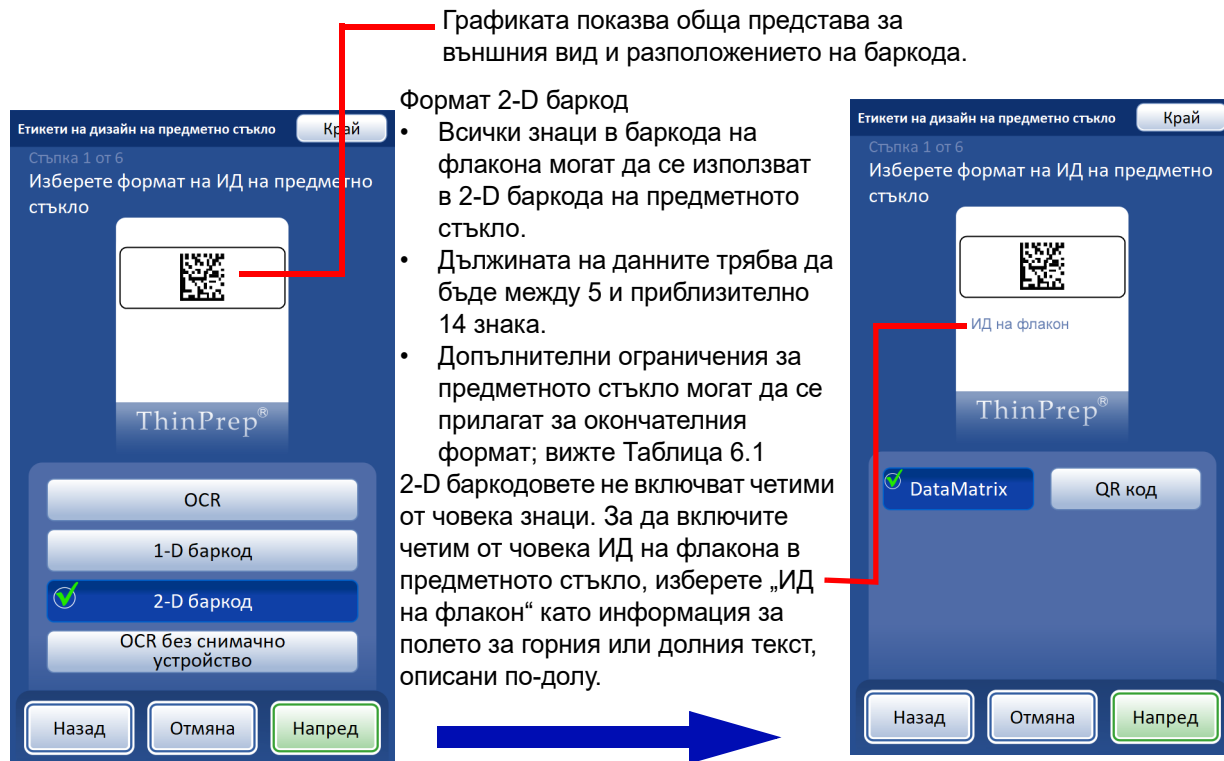 Графиката показва обща представа за
външния вид и разположението на баркода.
Етикети на дизайн на предметно стъкло
Край
Стъпка 1 от 6
Изберете формат на ИД на предметно
стъкло
ThinPrep®
OCR
1-D баркод
2-D баркод
OCR без снимачно
устройство
Назад
Отмяна
Напред
Формат 2-D баркод
• Всички знаци в баркода на
флакона могат да се използват
в 2-D баркода на предметното
стъкло.
• Дължината на данните трябва да
бъде между 5 и приблизително
14 знака.
• Допълнителни ограничения за
предметното стъкло могат да се
прилагат за окончателния
формат; вижте Таблица 6.1
2-D баркодовете не включват четими
от човека знаци. За да включите
четим от човека ИД на флакона в
предметното стъкло, изберете „ИД
на флакон“ като информация за
полето за горния или долния текст,
описани по-долу.
Етикети на дизайн на предметно стъкло
Край
Стъпка 1 от 6
Изберете формат на ИД на предметно
стъкло
ИД на флакон
ThinPrep®
DataMatrix
QR код
Назад
Отмяна
Напред